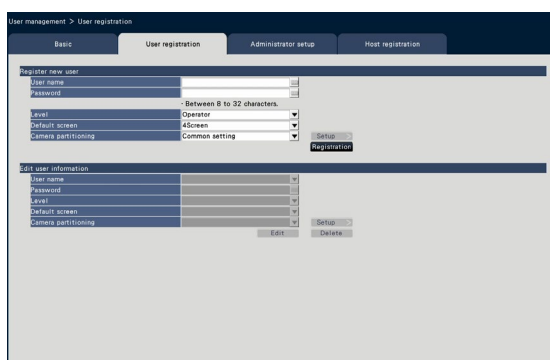 User management > User registration
Basic User registration Administrator setup Host registration
Register new user
User name
Password
- Between 8 to 32 characters.
Level Operator
Default screen 4Screen
Camera partitioning Common setting Setup
Registration
Edit user information
User name
Password
Level
Default screen
Camera partitioning Setup
Edit Delete